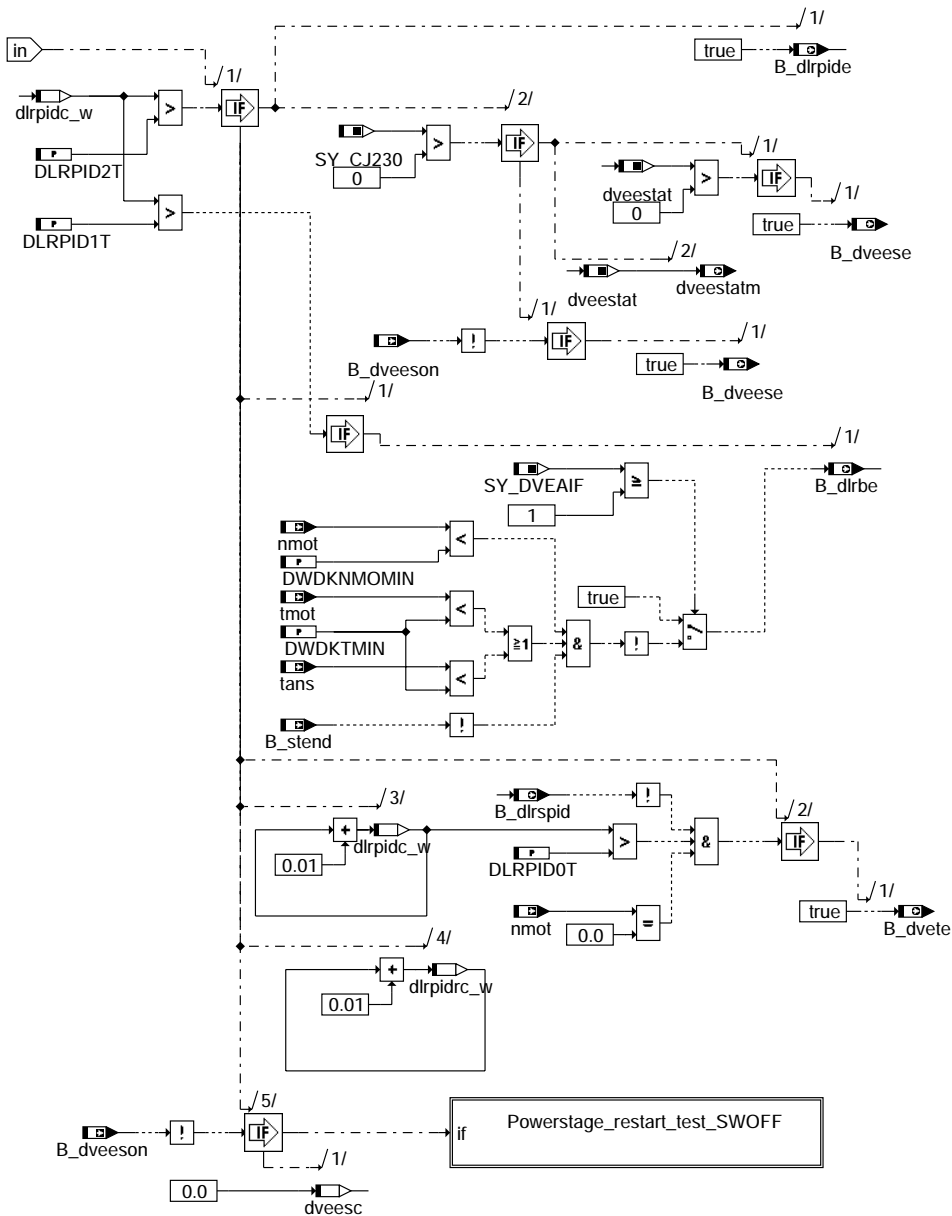 /1/
in
true
B_dlrpide
/1/
dlrpidc_w
>
IF
/2/
DLRPID2T
SY_CJ230
0
>
IF
/1/
dveestat
0
>
IF
/1/
DLRPID1T
>
true
B_dveese
/2/
dveestat
dveestatm
/1/
B_dveeson
!
IF
/1/
true
B_dveese
/1/
IF
/1/
SY_DVEAIF
1
≥
B_dlrbe
nmot
DWDKNMOMIN
<
tmot
DWDKTMIN
<
true
≥1
&
!
tans
<
B_stend
!
/3/
B_dlrspid
!
/2/
0.01
+
dlrpidc_w
DLRPID0T
>
&
IF
/1/
nmot
0.0
=
true
B_dvete
/4/
0.01
+
dlrpidrc_w
/5/
B_dveeson
!
IF
if
Powerstage_restart_test_SWOFF
/1/
0.0
dveesc